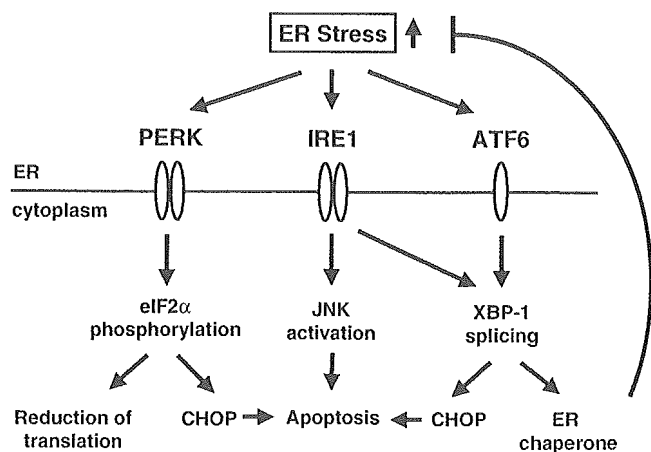 ER Stress
PERK IRE1 ATF6
ER
cytoplasm
eIF2α
phosphorylation
JNK
activation
XBP-1
splicing
Reduction of
translation
CHOP
Apoptosis
CHOP
ER
chaperone